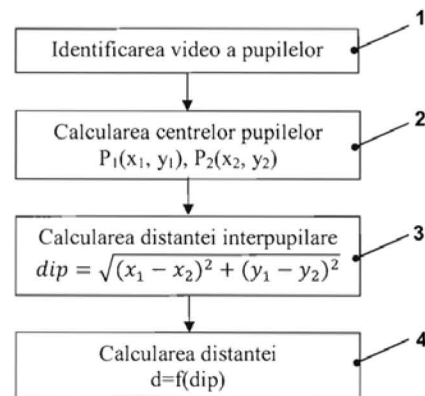 1
Identificarea video a pupilelor
2
Calcularea centrelor pupilelor
P₁(x₁, y₁), P₂(x₂, y₂)
3
Calcularea distantei interpupilare
dip = √(x₁ − x₂)² + (y₁ − y₂)²
4
Calcularea distantei
d=f(dip)